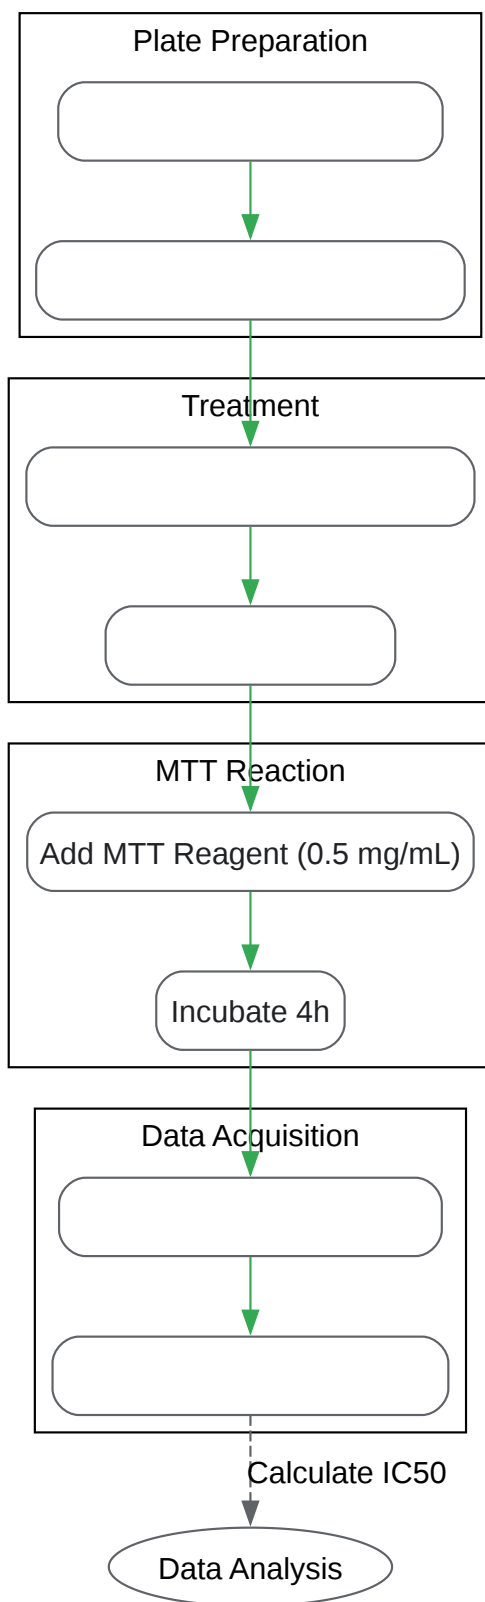 Plate Preparation
Treatment
MTT Reaction
Add MTT Reagent (0.5 mg/mL)
Incubate 4h
Data Acquisition
Calculate IC50
Data Analysis